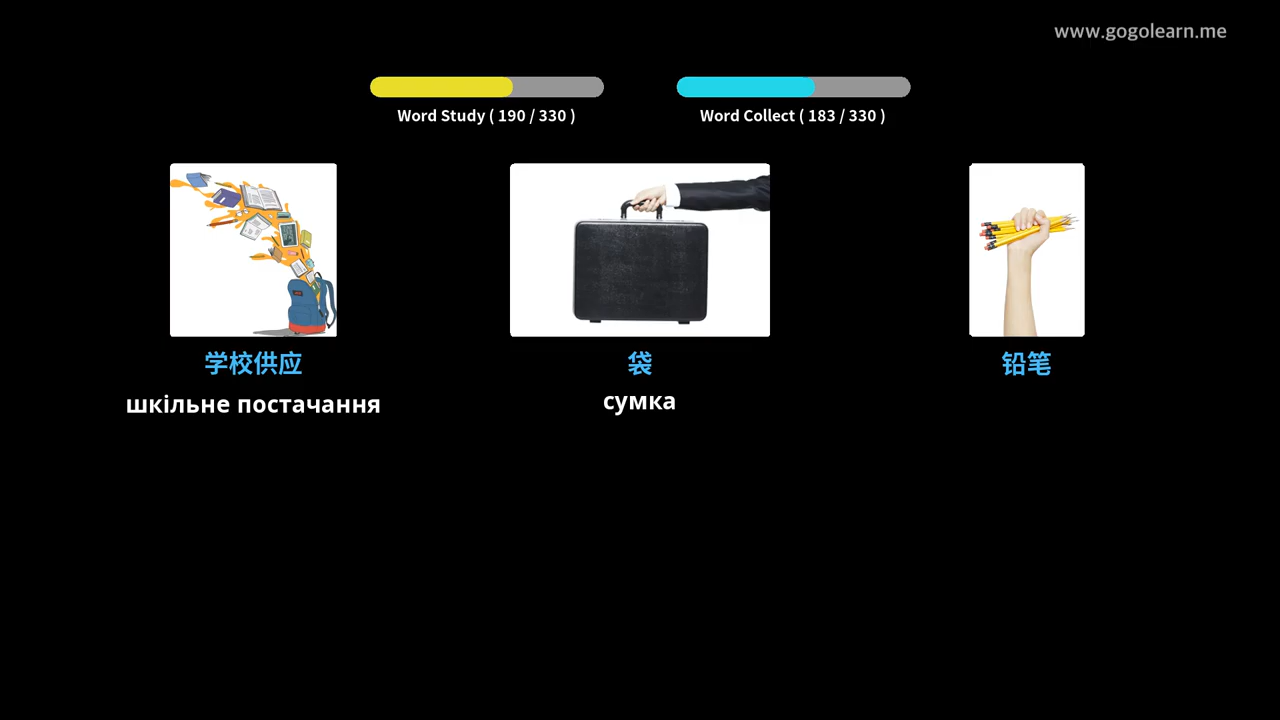 www.gogolearn.me
Word Study ( 190 / 330 )
Word Collect ( 183 / 330 )
学校供应
袋
铅笔
шкільне постачання
сумка